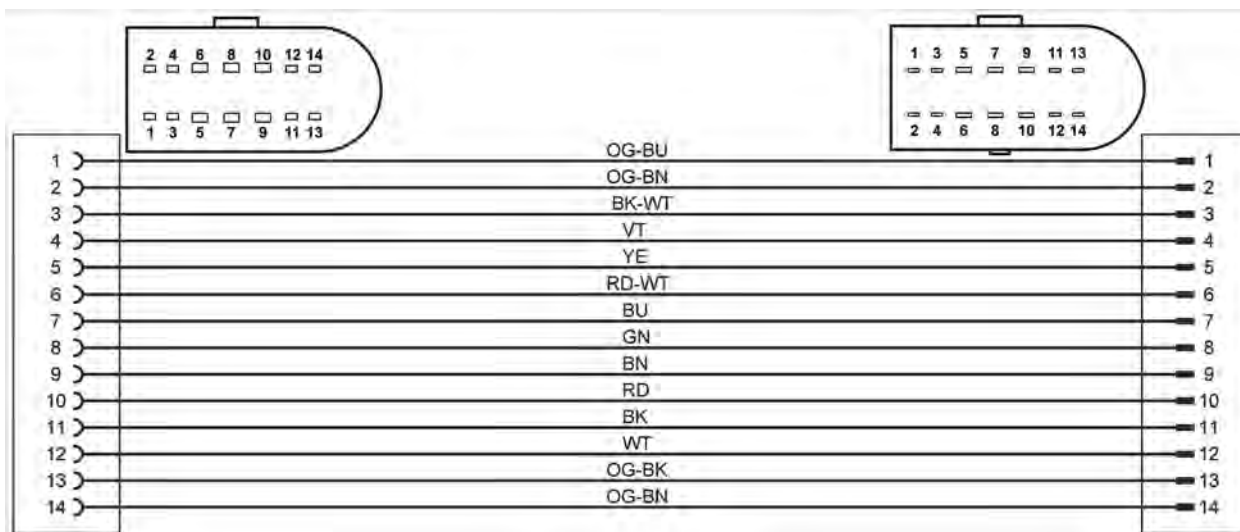 2 4 6 8 10 12 14
1 3 5 7 9 11 13
1 3 5 7 9 11 13
2 4 6 8 10 12 14
1 OG-BU 1
2 OG-BN 2
3 BK-WT 3
4 VT 4
5 YE 5
6 RD-WT 6
7 BU 7
8 GN 8
9 BN 9
10 RD 10
11 BK 11
12 WT 12
13 OG-BK 13
14 OG-BN 14